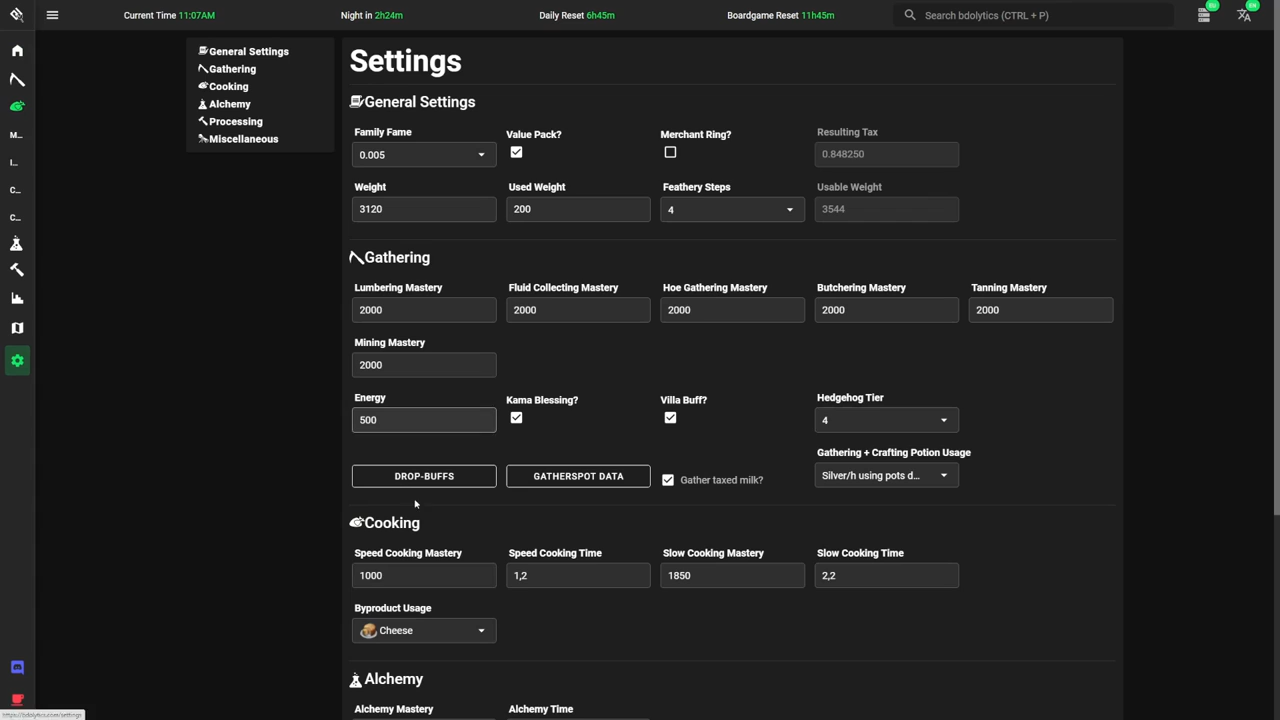 Current Time 11:07AM
Night in 2h24m
Daily Reset 6h45m
Boardgame Reset 11h45m
Search bdolytics (CTRL + P)
EU
EN
General Settings
Gathering
Cooking
Alchemy
Processing
Miscellaneous
M...
I...
C...
C...
Settings
General Settings
Family Fame
Value Pack?
Merchant Ring?
Resulting Tax
0.005
0.848250
Weight
Used Weight
Feathery Steps
Usable Weight
3120
200
4
3544
Gathering
Lumbering Mastery
Fluid Collecting Mastery
Hoe Gathering Mastery
Butchering Mastery
Tanning Mastery
2000
2000
2000
2000
2000
Mining Mastery
2000
Energy
Kama Blessing?
Villa Buff?
Hedgehog Tier
500
4
Gathering + Crafting Potion Usage
DROP-BUFFS
GATHERSPOT DATA
Gather taxed milk?
Silver/h using pots d...
Cooking
Speed Cooking Mastery
Speed Cooking Time
Slow Cooking Mastery
Slow Cooking Time
1000
1,2
1850
2,2
Byproduct Usage
Cheese
Alchemy
Alchemy Mastery
Alchemy Time
https://bdolytics.com/settings